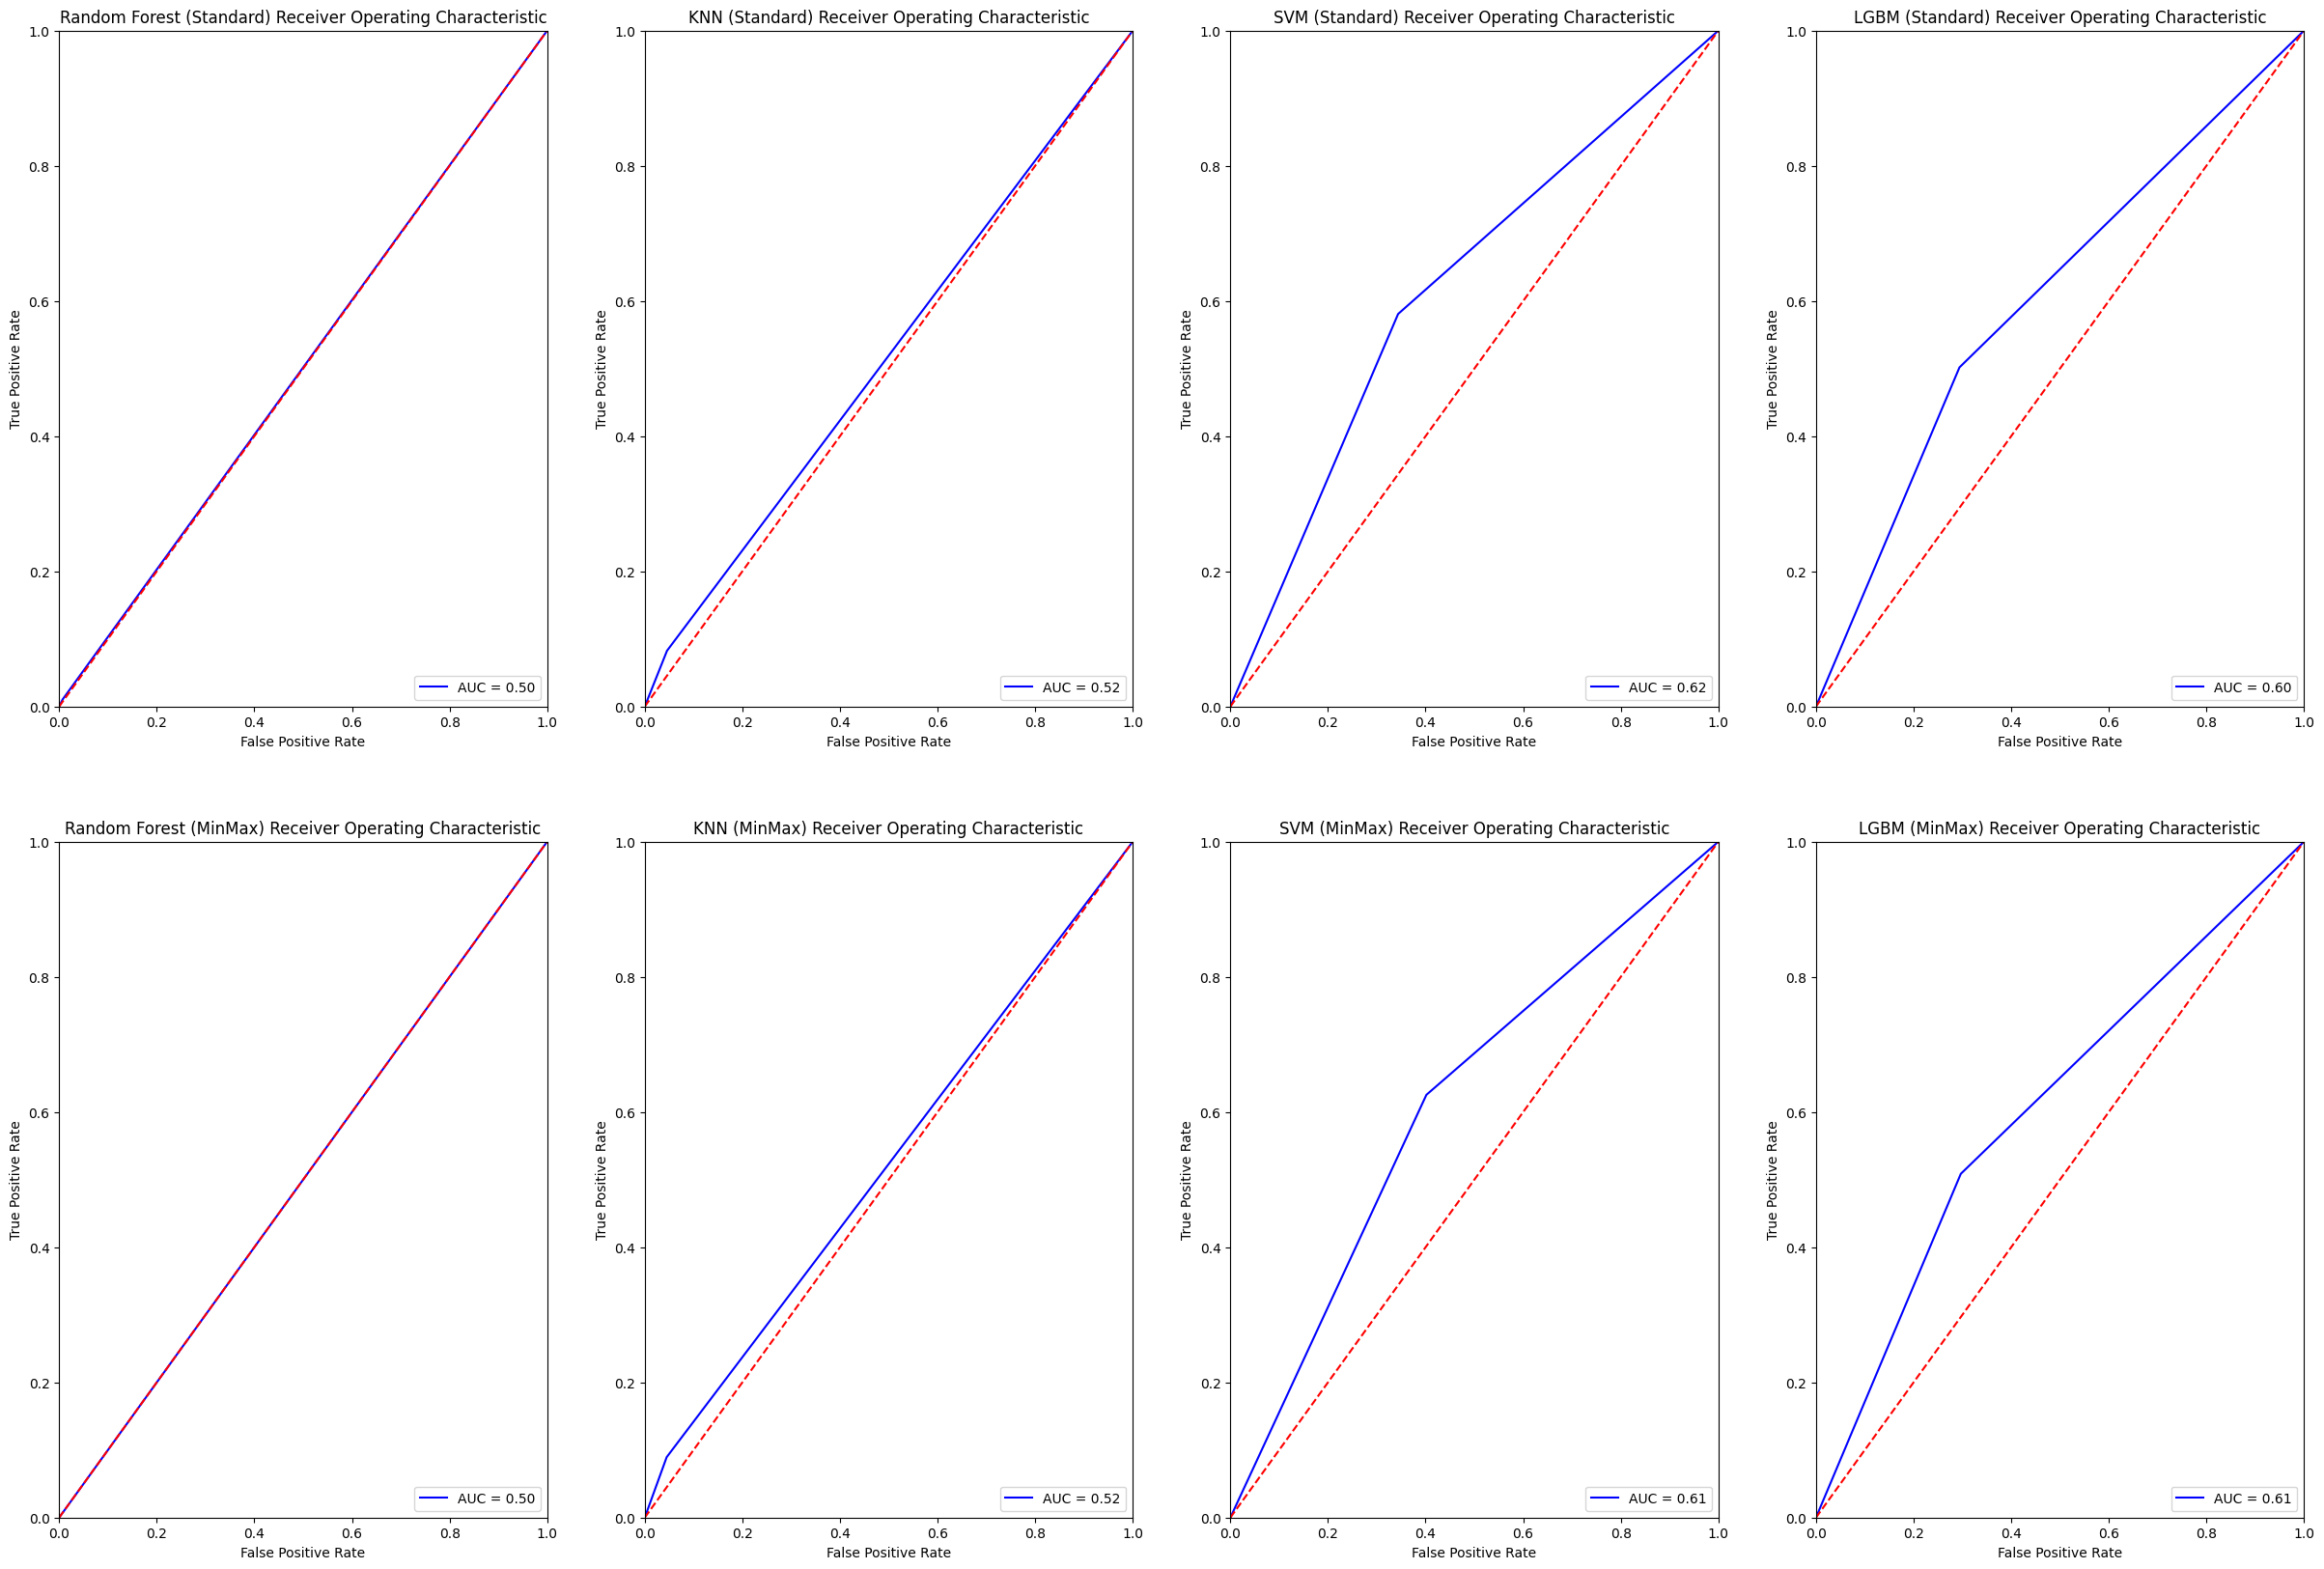 Random Forest (Standard) Receiver Operating Characteristic
1.0
0.8
0.6
0.4
0.2
0.0
True Positive Rate
0.0 0.2 0.4 0.6 0.8 1.0
False Positive Rate
AUC = 0.50
KNN (Standard) Receiver Operating Characteristic
1.0
0.8
0.6
0.4
0.2
0.0
True Positive Rate
0.0 0.2 0.4 0.6 0.8 1.0
False Positive Rate
AUC = 0.52
SVM (Standard) Receiver Operating Characteristic
1.0
0.8
0.6
0.4
0.2
0.0
True Positive Rate
0.0 0.2 0.4 0.6 0.8 1.0
False Positive Rate
AUC = 0.62
LGBM (Standard) Receiver Operating Characteristic
1.0
0.8
0.6
0.4
0.2
0.0
True Positive Rate
0.0 0.2 0.4 0.6 0.8 1.0
False Positive Rate
AUC = 0.60
Random Forest (MinMax) Receiver Operating Characteristic
1.0
0.8
0.6
0.4
0.2
0.0
True Positive Rate
0.0 0.2 0.4 0.6 0.8 1.0
False Positive Rate
AUC = 0.50
KNN (MinMax) Receiver Operating Characteristic
1.0
0.8
0.6
0.4
0.2
0.0
True Positive Rate
0.0 0.2 0.4 0.6 0.8 1.0
False Positive Rate
AUC = 0.52
SVM (MinMax) Receiver Operating Characteristic
1.0
0.8
0.6
0.4
0.2
0.0
True Positive Rate
0.0 0.2 0.4 0.6 0.8 1.0
False Positive Rate
AUC = 0.61
LGBM (MinMax) Receiver Operating Characteristic
1.0
0.8
0.6
0.4
0.2
0.0
True Positive Rate
0.0 0.2 0.4 0.6 0.8 1.0
False Positive Rate
AUC = 0.61